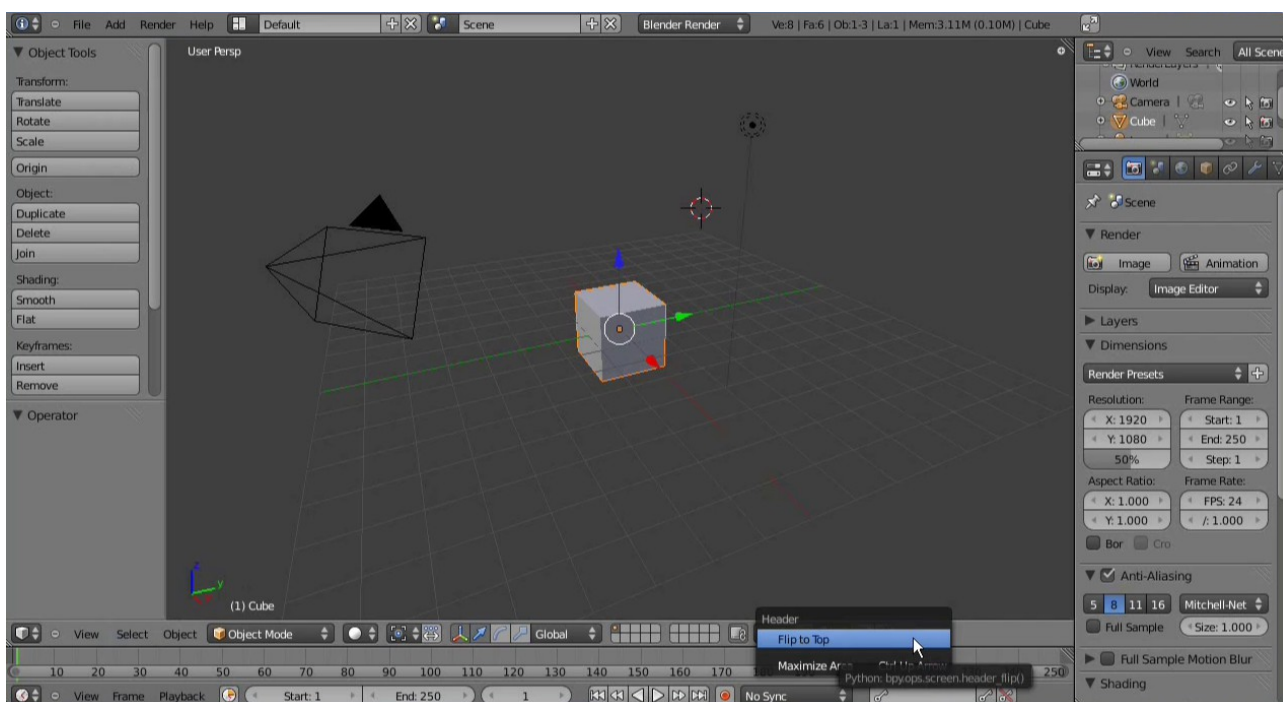 File Add Render Help Default Scene Blender Render Ve:8 | Fa:6 | Ob:1-3 | La:1 | Mem:3.11M (0.10M) | Cube
Object Tools
Transform:
Translate
Rotate
Scale
Origin
Object:
Duplicate
Delete
Join
Shading:
Smooth
Flat
Keyframes:
Insert
Remove
Operator
User Persp
z
y
(1) Cube
View Search All Scen
World
Camera
Cube
Scene
Render
Image Animation
Display: Image Editor
Layers
Dimensions
Render Presets
Resolution: Frame Range:
X: 1920 Start: 1
Y: 1080 End: 250
50% Step: 1
Aspect Ratio: Frame Rate:
X: 1.000 FPS: 24
Y: 1.000 /: 1.000
Bor Cro
Anti-Aliasing
5 8 11 16 Mitchell-Net
Full Sample Size: 1.000
Full Sample Motion Blur
Shading
Header
Flip to Top
Maximize Area Ctrl Up Arrow
Python: bpy.ops.screen.header_flip()
View Select Object Object Mode Global
10 20 30 40 50 60 70 80 90 100 110 120 130 140 150 160 170 250
View Frame Playback Start: 1 End: 250 1 No Sync